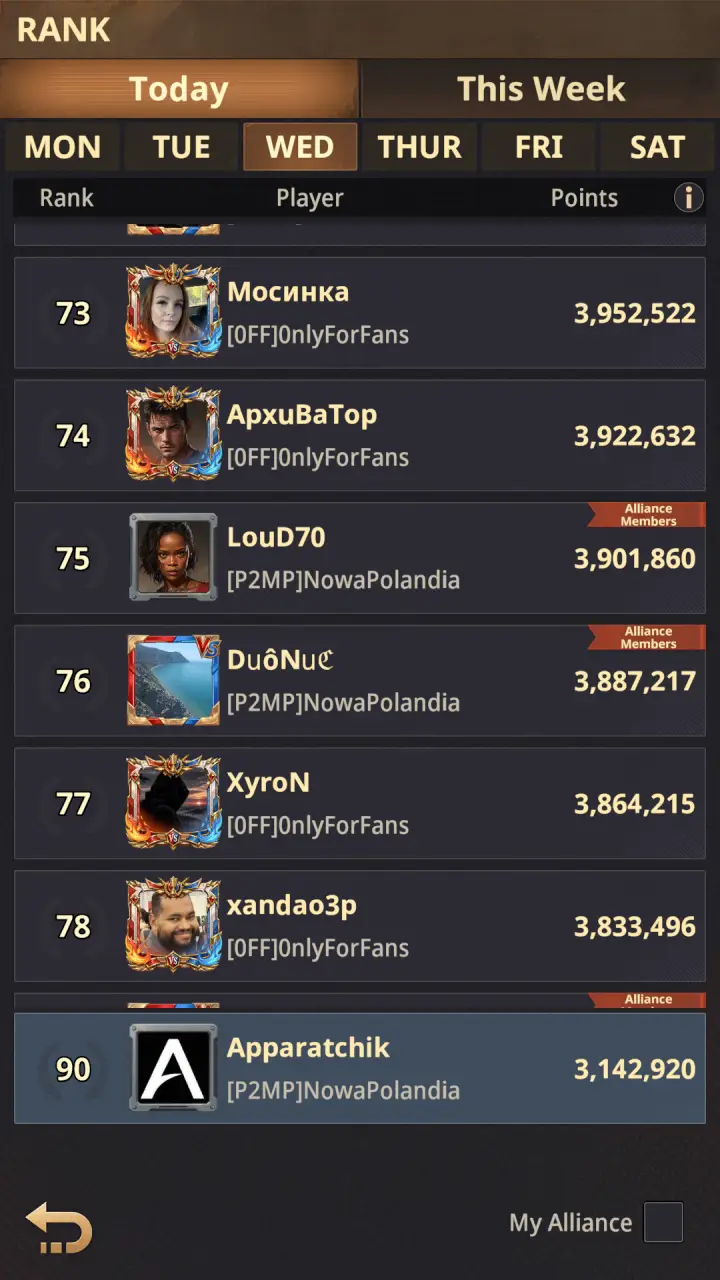 RANK
Today
This Week
MON TUE WED THUR FRI SAT
Rank Player Points
73
Мосинка
[0FF]0nlyForFans
3,952,522
74
АрхиВаТор
[0FF]0nlyForFans
3,922,632
Alliance
Members
75
LouD70
[P2MP]NowaPolandia
3,901,860
Alliance
Members
76
DuôNuℭ
[P2MP]NowaPolandia
3,887,217
77
XyroN
[0FF]0nlyForFans
3,864,215
78
xandao3p
[0FF]0nlyForFans
3,833,496
Alliance
90
Apparatchik
[P2MP]NowaPolandia
3,142,920
My Alliance